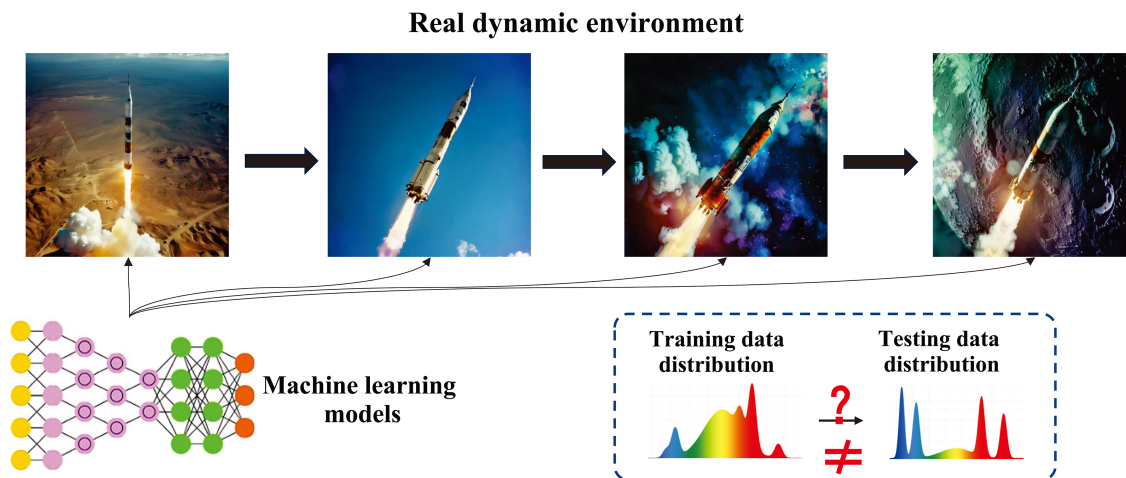 Real dynamic environment
Machine learning
models
Training data
distribution
Testing data
distribution
?
≠